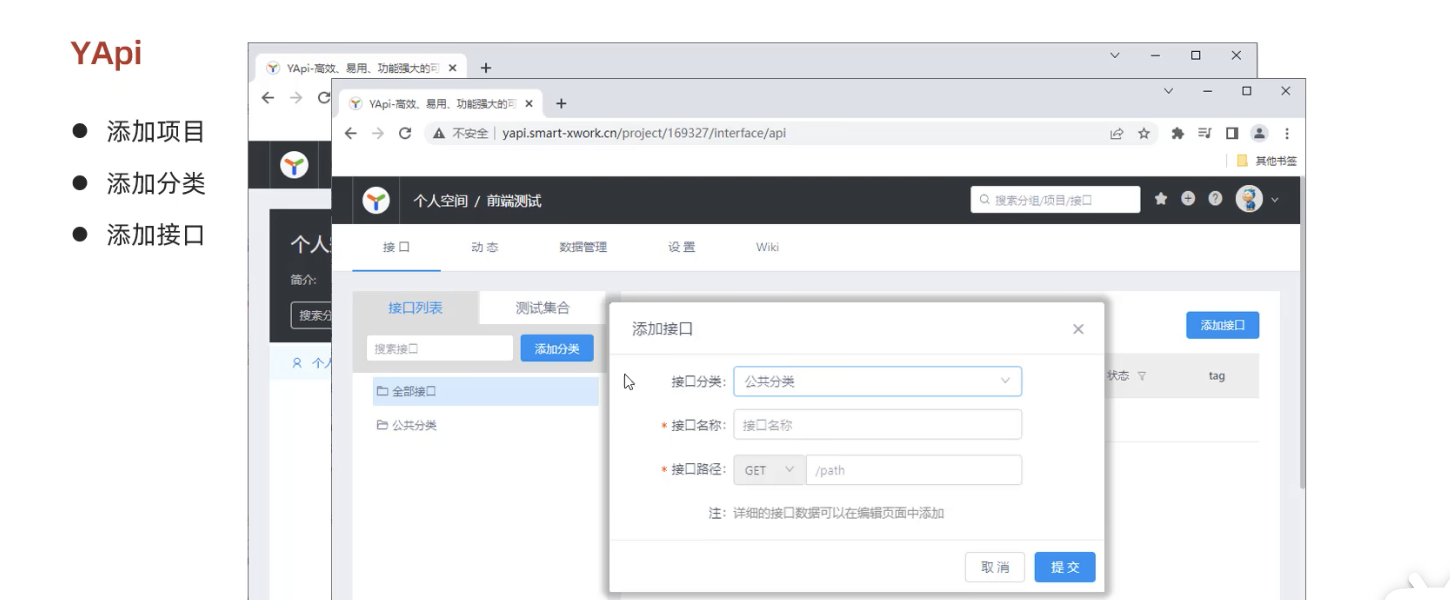 YApi
添加项目
添加分类
添加接口
YApi-高效、易用、功能强大的可
YApi-高效、易用、功能强大的可
不安全 | yapi.smart-xwork.cn/project/169327/interface/api
其他书签
个人空间 / 前端测试
搜索分组/项目/接口
接口 动态 数据管理 设置 Wiki
个人
简介:
搜索分
个人
接口列表 测试集合
搜索接口 添加分类
全部接口
公共分类
添加接口
状态 tag
添加接口
接口分类: 公共分类
* 接口名称: 接口名称
* 接口路径: GET /path
注: 详细的接口数据可以在编辑页面中添加
取消 提交